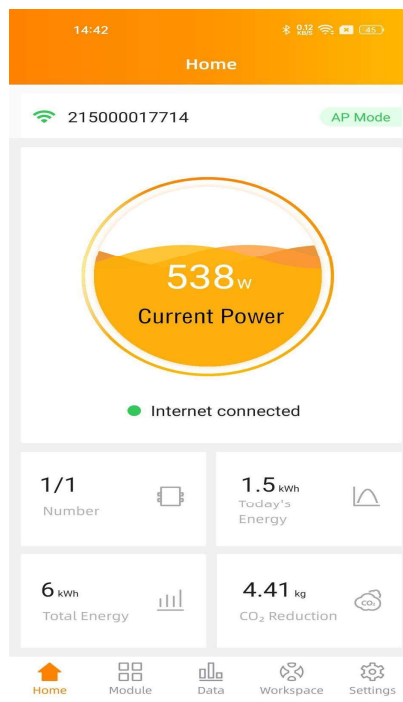 14:42
0.12
KB/S
45
Home
215000017714
AP Mode
538w
Current Power
Internet connected
1/1
Number
1.5 kWh
Today's
Energy
6 kWh
Total Energy
4.41 kg
CO₂ Reduction
CO₂
Home
Module
Data
Workspace
Settings